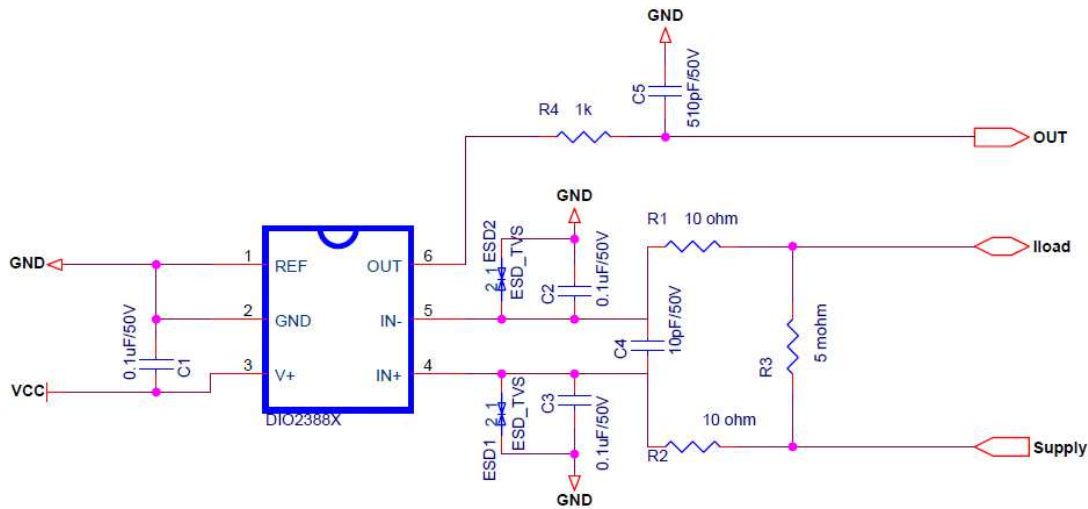 GND
C5
510pF/50V
R4 1k
OUT
GND
R1 10 ohm
Iload
ESD2
ESD_TVS
2 1
C2
0.1uF/50V
GND
1 REF OUT 6
2 GND IN- 5
3 V+ IN+ 4
DIO2388X
0.1uF/50V
C1
VCC
C4
10pF/50V
R3
5 mohm
ESD1
2 1
ESD_TVS
C3
0.1uF/50V
10 ohm
R2
Supply
GND